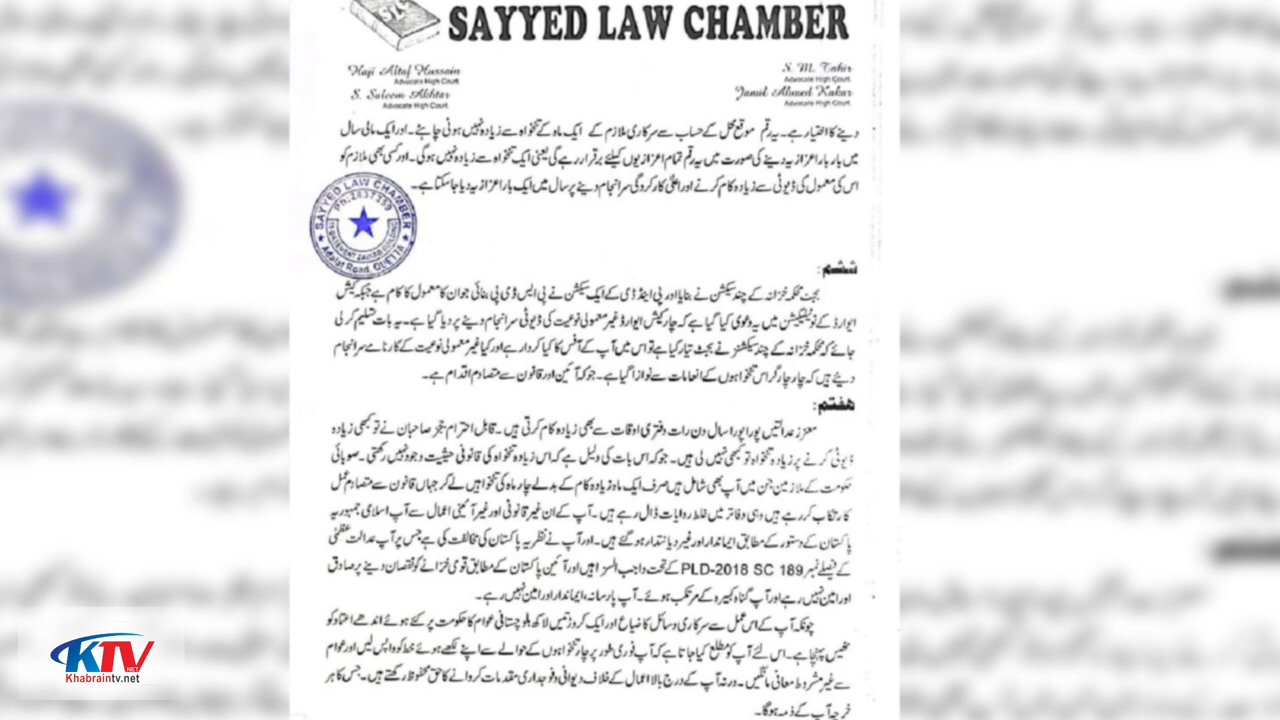 SAYYED LAW CHAMBER
Haji Altaf Hussain
Advocate High Court
S. Saleem Akhtar
Advocate High Court
S. M. Tahir
Advocate High Court
Jamil Ahmed Kakar
Advocate High Court
دینے کا اختیار ہے۔ یہ رقم موقع محل کے حساب سے سرکاری ملازم کے ایک ماہ کے تنخواہ سے زیادہ نہیں ہونی چاہئے۔ اور ایک مالی سال
میں بار بار اعزازیہ دینے کی صورت میں یہ رقم تمام اعزازیوں کیلئے برقرار رہے گی یعنی ایک تنخواہ سے زیادہ نہیں ہوگی۔ اور کسی بھی ملازم کو
اس کی معمول کی ڈیوٹی سے زیادہ کام کرنے اور اعلیٰ کارکردگی سرانجام دینے پر سال میں ایک بار اعزازیہ دیا جاسکتا ہے۔
SAYYED LAW CHAMBER
Ph: 2837559
Adalat Road, QUETTA
ششم:
بجٹ محکمہ خزانہ کے چند سیکشن نے بنایا اور پی اینڈ ڈی کے ایک سیکشن نے پی ایس ڈی پی بنائی جو ان کا معمول کا کام ہے جبکہ کیش
ایوارڈ کے نوٹیفکیشن میں یہ دعویٰ کیا گیا ہے کہ چار کیش ایوارڈ غیر معمولی نوعیت کی ڈیوٹی سرانجام دینے پر دیا گیا ہے۔ یہ بات تسلیم کرلی
جائے کہ محکمہ خزانہ کے چند سیکشنز نے بجٹ تیار کیا ہے تو اس میں آپ کے آفس کا کیا کردار ہے اور کیا غیر معمولی نوعیت کے کارنامے سرانجام
دیئے ہیں کہ چار چار گراس تنخواہوں کے انعامات سے نوازا گیا ہے۔ جو کہ آئین اور قانون سے متصادم اقدام ہے۔
ہفتم:
معزز عدالتیں پورا پورا سال دن رات دفتری اوقات سے بھی زیادہ کام کرتی ہیں۔ قابل احترام ججز صاحبان نے تو کبھی زیادہ
ڈیوٹی کرنے پر زیادہ تنخواہ تو کبھی نہیں لی ہیں۔ جو کہ اس بات کی دلیل ہے کہ اس زیادہ تنخواہ کی قانونی حیثیت وجود نہیں رکھتی۔ صوبائی
حکومت کے ملازمین جن میں آپ بھی شامل ہیں صرف ایک ماہ زیادہ کام کے بدلے چار ماہ کی تنخواہیں لے کر جہاں قانون سے متصادم عمل
کا ارتکاب کررہے ہیں وہی دفاتر میں غلط روایات ڈال رہے ہیں۔ آپ کے ان غیر قانونی اور غیر آئینی اعمال سے آپ اسلامی جمہوریہ
پاکستان کے دستور کے مطابق ایماندار اور غیر دیانتدار ہوگئے ہیں۔ اور آپ نے نظریہ پاکستان کی مخالفت کی ہے جس پر آپ عدالت عظمٰی
کے فیصلے نمبر PLD-2018 SC 189 کے تحت واجب السزا ہیں اور آئین پاکستان کے مطابق قومی خزانے کو نقصان دینے پر صادق
اور امین نہیں رہے اور آپ گناہ کبیرہ کے مرتکب ہوئے۔ آپ پارسا نہ، ایماندار اور امین نہیں رہے۔
چونکہ آپ کے اس عمل سے سرکاری وسائل کا ضیاع اور ایک کروڑ تیس لاکھ بلوچستانی عوام کا حکومت پر کئے ہوئے اندھے اعتماد کو
ٹھیس پہنچا ہے۔ اس لئے آپ کو مطلع کیا جاتا ہے کہ آپ فوری طور پر چار تنخواہوں کے حوالے سے اپنے لکھے ہوئے خط کو واپس لیں اور عوام
سے غیر مشروط معافی مانگیں۔ ورنہ آپ کے درج بالا اعمال کے خلاف دیوانی و فوجداری مقدمات کروانے کا حق محفوظ رکھتے ہیں۔ جس کا ہر
خرچہ آپ کے ذمہ ہوگا۔
KTV
.NET
Khabraintv.net